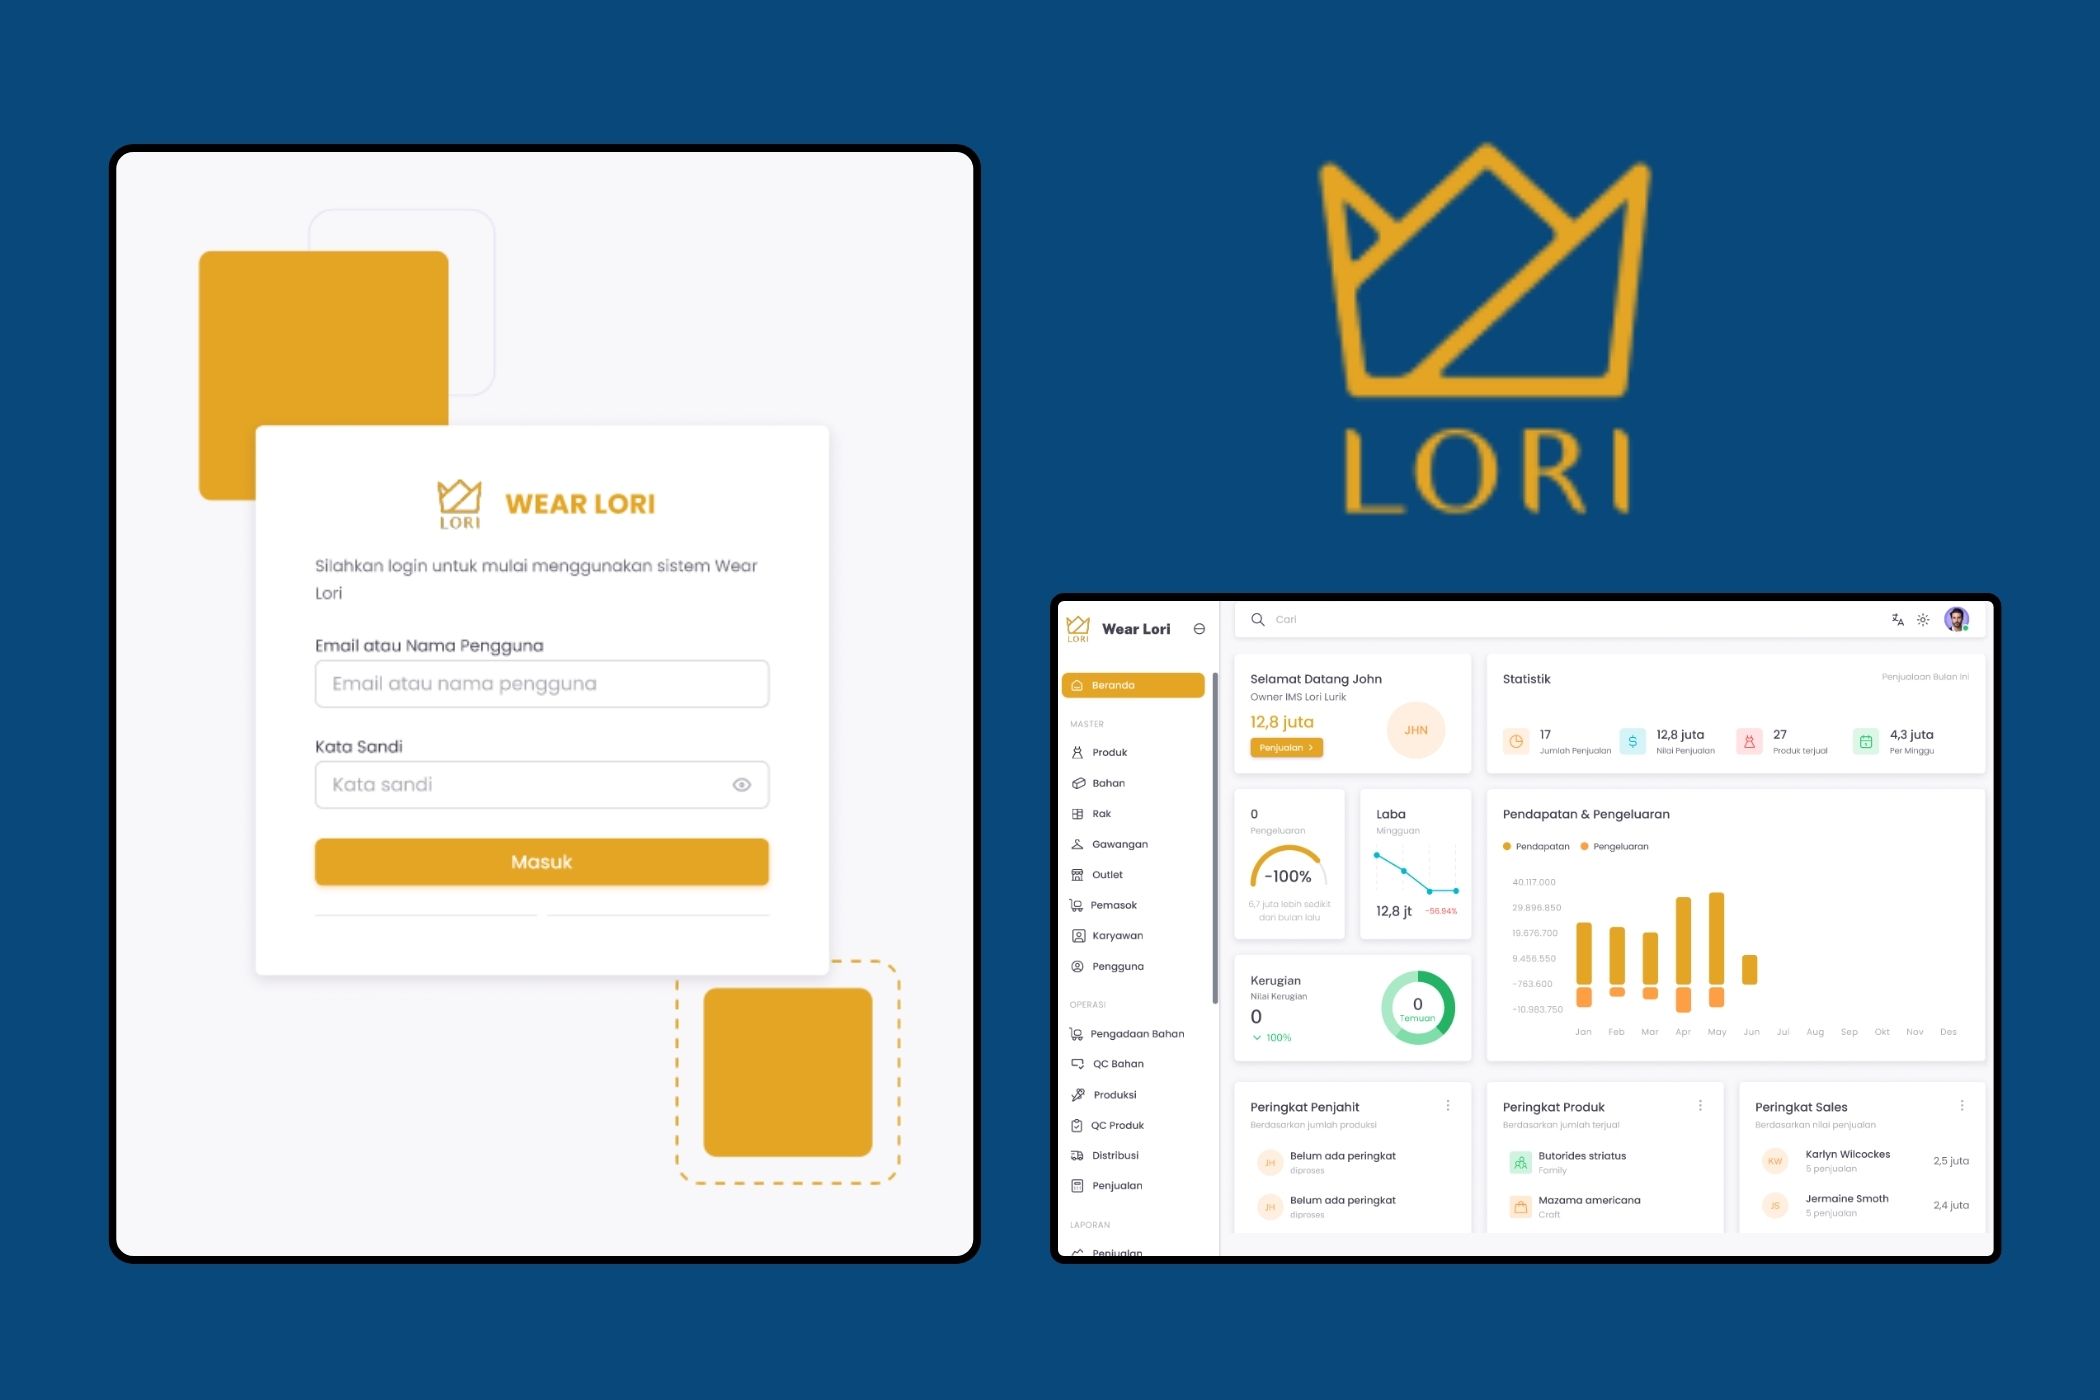 WEAR LORI
LORI
Silahkan login untuk mulai menggunakan sistem Wear
Lori
Email atau Nama Pengguna
Email atau nama pengguna
Kata Sandi
Kata sandi
Masuk
LORI
LORI
Wear Lori
Cari
Beranda
MASTER
Produk
Bahan
Rak
Gawangan
Outlet
Pemasok
Karyawan
Pengguna
OPERASI
Pengadaan Bahan
QC Bahan
Produksi
QC Produk
Distribusi
Penjualan
LAPORAN
Penjualan
Selamat Datang John
Owner IMS Lori Lurik
12,8 juta
Penjualan
JHN
Statistik
Penjualaan Bulan Ini
17
Jumlah Penjualan
12,8 juta
Nilai Penjualan
27
Produk terjual
4,3 juta
Per Minggu
0
Pengeluaran
-100%
6,7 juta lebih sedikit
dari bulan lalu
Laba
Mingguan
12,8 jt -56.94%
Kerugian
Nilai Kerugian
0
100%
0
Temuan
Pendapatan & Pengeluaran
Pendapatan Pengeluaran
40.117.000
29.896.850
19.676.700
9.456.550
-763.600
-10.983.750
Jan Feb Mar Apr May Jun Jul Aug Sep Okt Nov Des
Peringkat Penjahit
Berdasarkan jumlah produksi
JH
Belum ada peringkat
diproses
JH
Belum ada peringkat
diproses
Peringkat Produk
Berdasarkan jumlah terjual
Butorides striatus
Family
Mazama americana
Craft
Peringkat Sales
Berdasarkan nilai penjualan
KW
Karlyn Wilcockes
5 penjualan
2,5 juta
JS
Jermaine Smoth
5 penjualan
2,4 juta